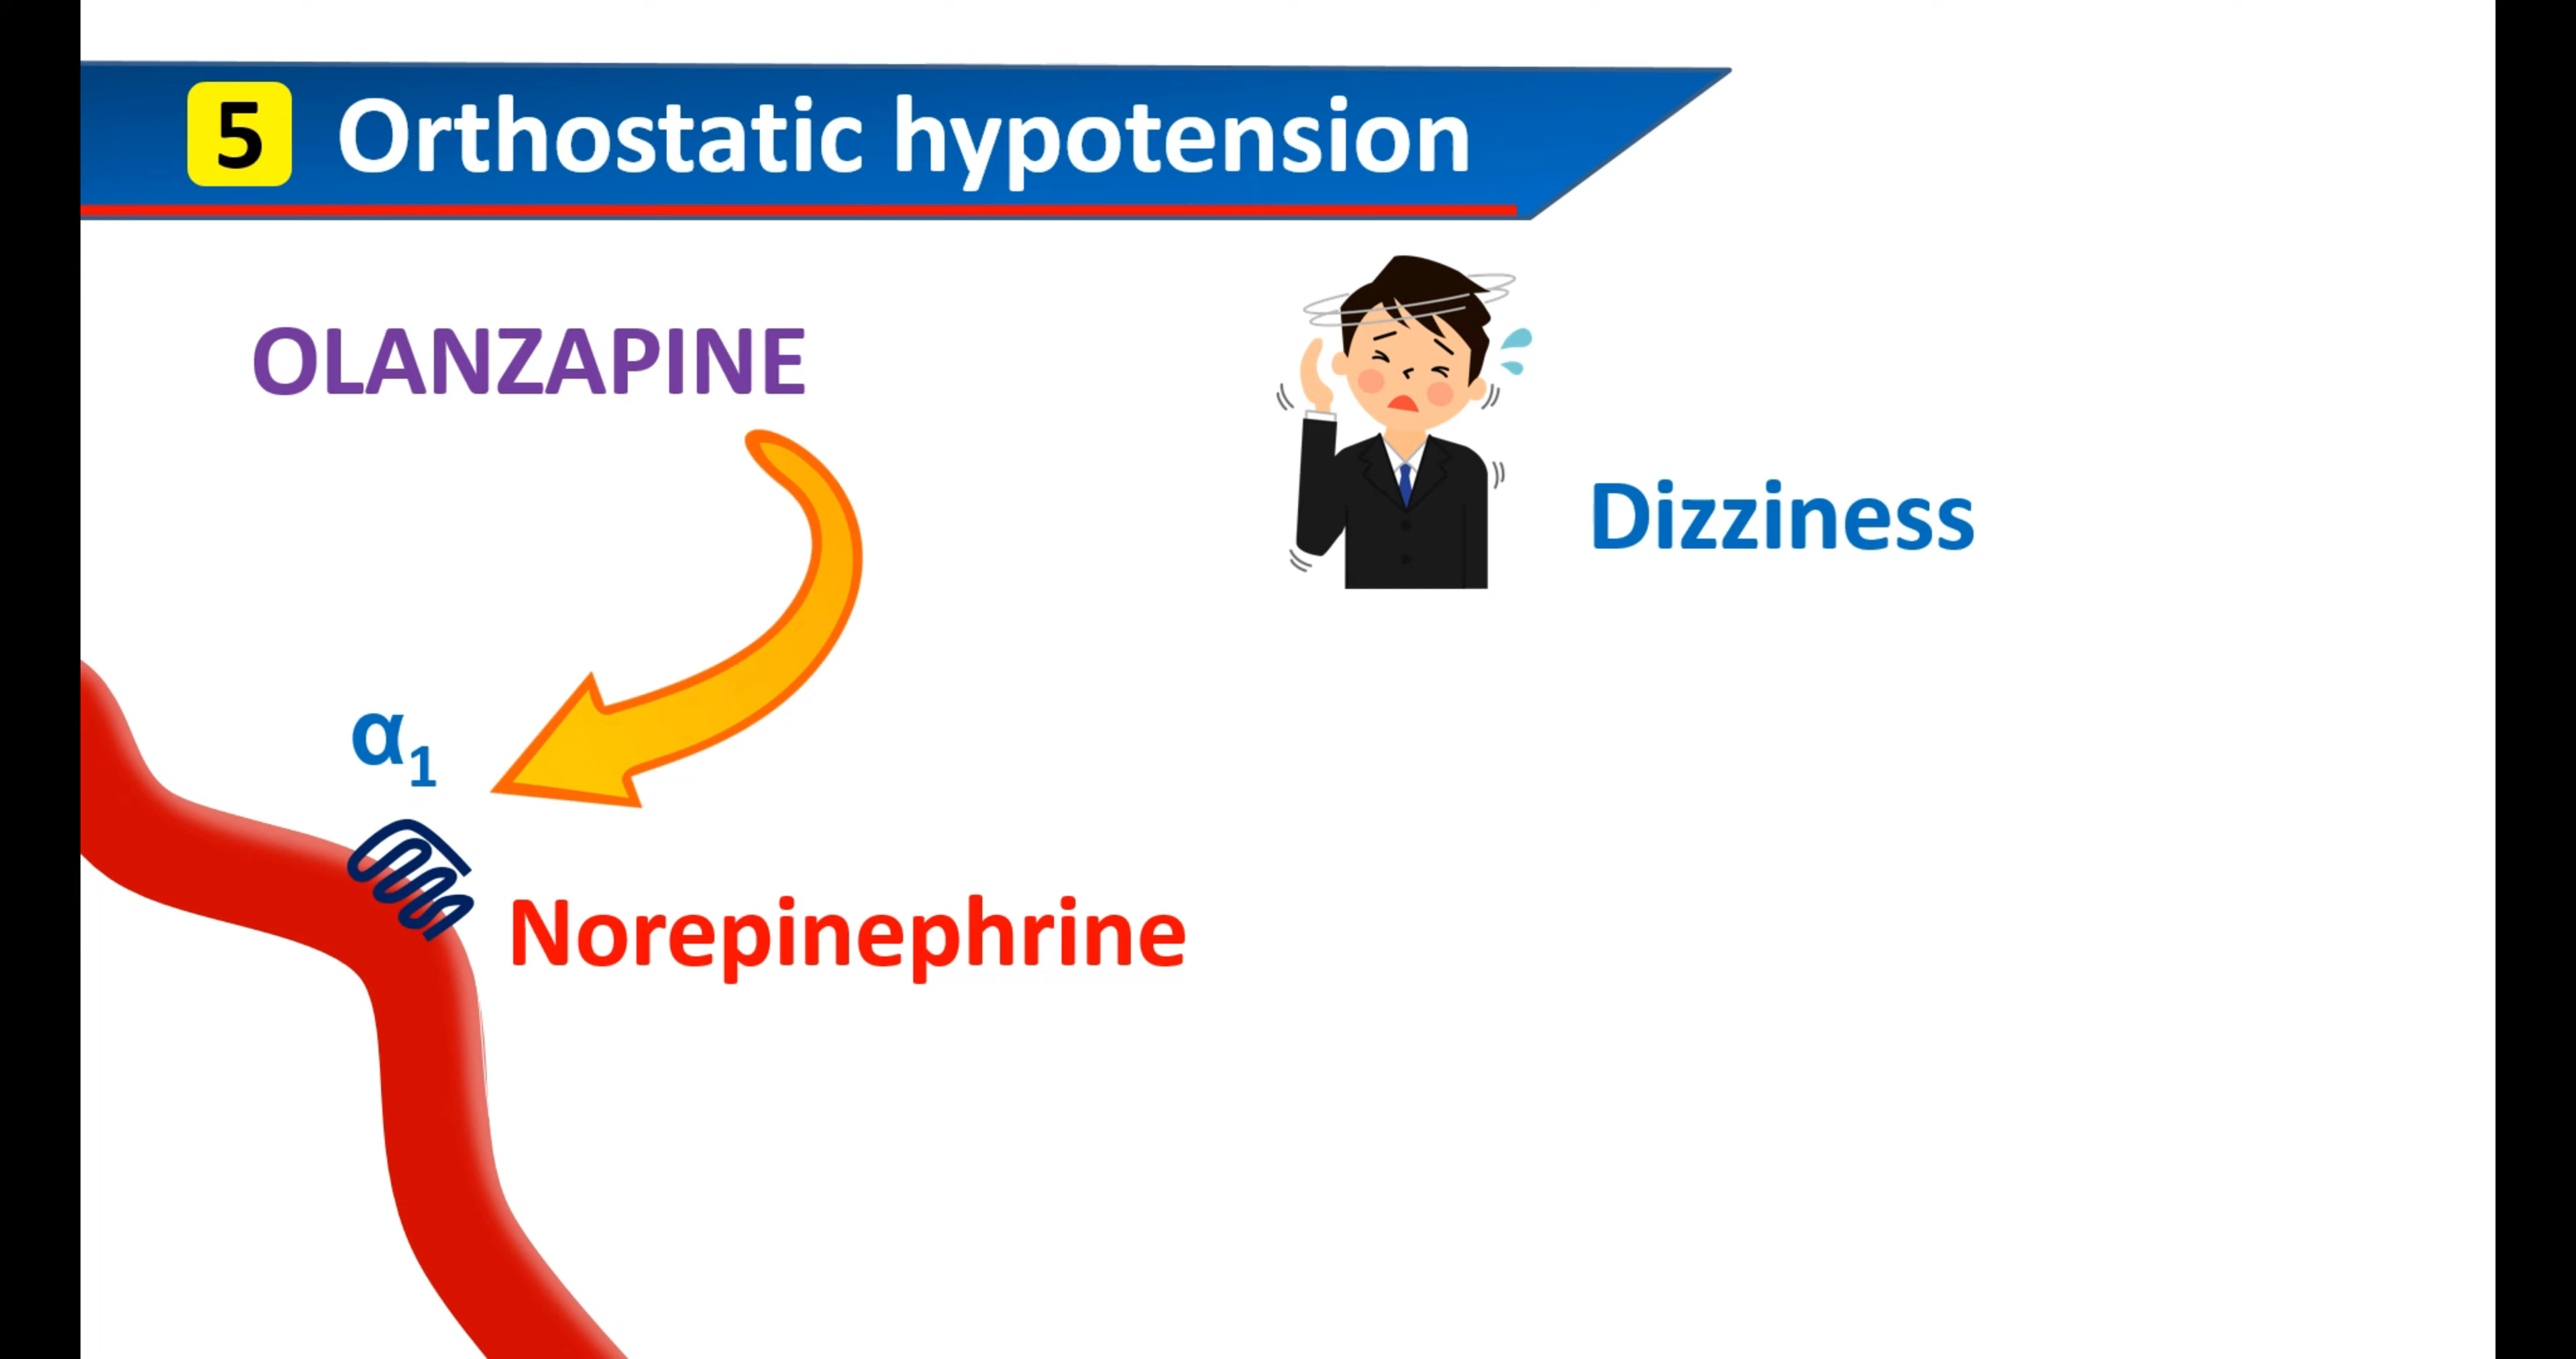 5 Orthostatic hypotension
OLANZAPINE
Dizziness
α₁
Norepinephrine